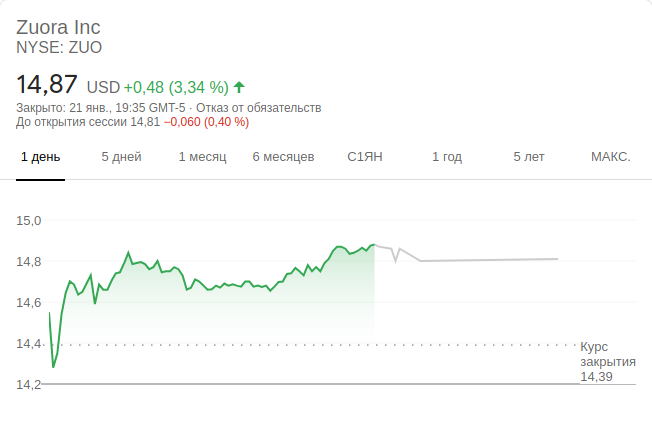 Zuora Inc
NYSE: ZUO
14,87 USD +0,48 (3,34 %)
Закрыто: 21 янв., 19:35 GMT-5 · Отказ от обязательств
До открытия сессии 14,81 −0,060 (0,40 %)
1 день 5 дней 1 месяц 6 месяцев С1ЯН 1 год 5 лет МАКС.
15,0
14,8
14,6
14,4
Курс
закрытия
14,39
14,2